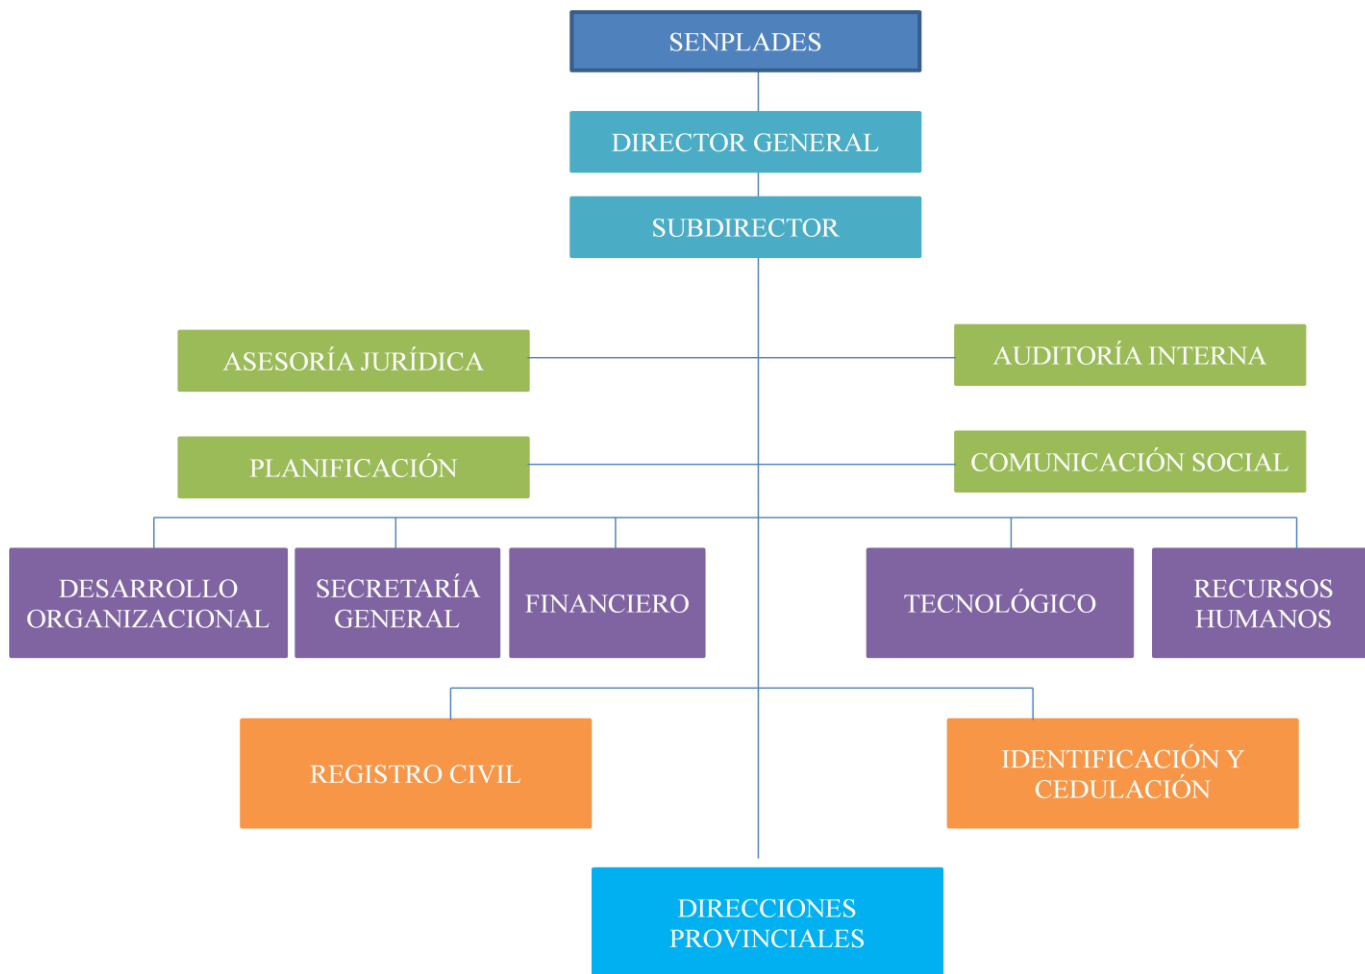 SENPLADES
DIRECTOR GENERAL
SUBDIRECTOR
ASESORÍA JURÍDICA
AUDITORÍA INTERNA
PLANIFICACIÓN
COMUNICACIÓN SOCIAL
DESARROLLO
ORGANIZACIONAL
SECRETARÍA
GENERAL
FINANCIERO
TECNOLÓGICO
RECURSOS
HUMANOS
REGISTRO CIVIL
IDENTIFICACIÓN Y
CEDULACIÓN
DIRECCIONES
PROVINCIALES